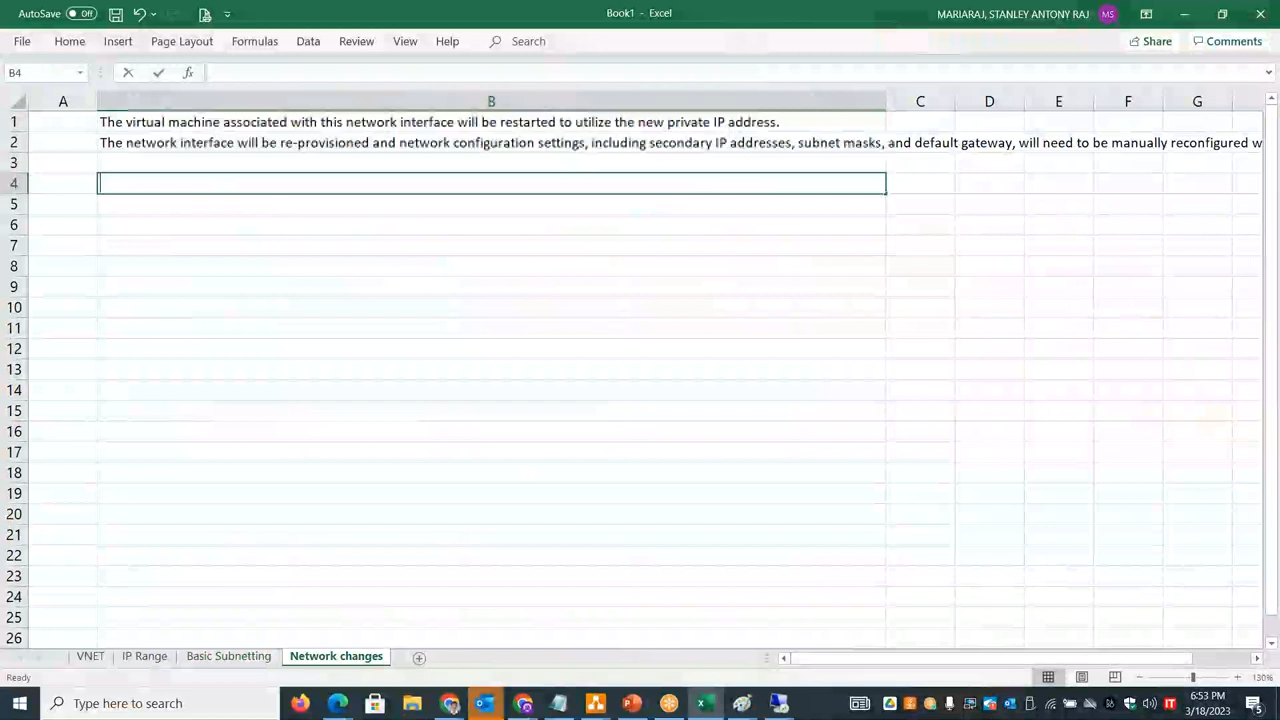 AutoSave Off
Book1 - Excel
MARIARAJ, STANLEY ANTONY RAJ MS
File Home Insert Page Layout Formulas Data Review View Help Search Share Comments
B4 fx
A B C D E F G
1 The virtual machine associated with this network interface will be restarted to utilize the new private IP address.
2 The network interface will be re-provisioned and network configuration settings, including secondary IP addresses, subnet masks, and default gateway, will need to be manually reconfigured w
3
4
5
6
7
8
9
10
11
12
13
14
15
16
17
18
19
20
21
22
23
24
25
26
VNET IP Range Basic Subnetting Network changes
Ready 130%
Type here to search
IT
6:53 PM
3/18/2023